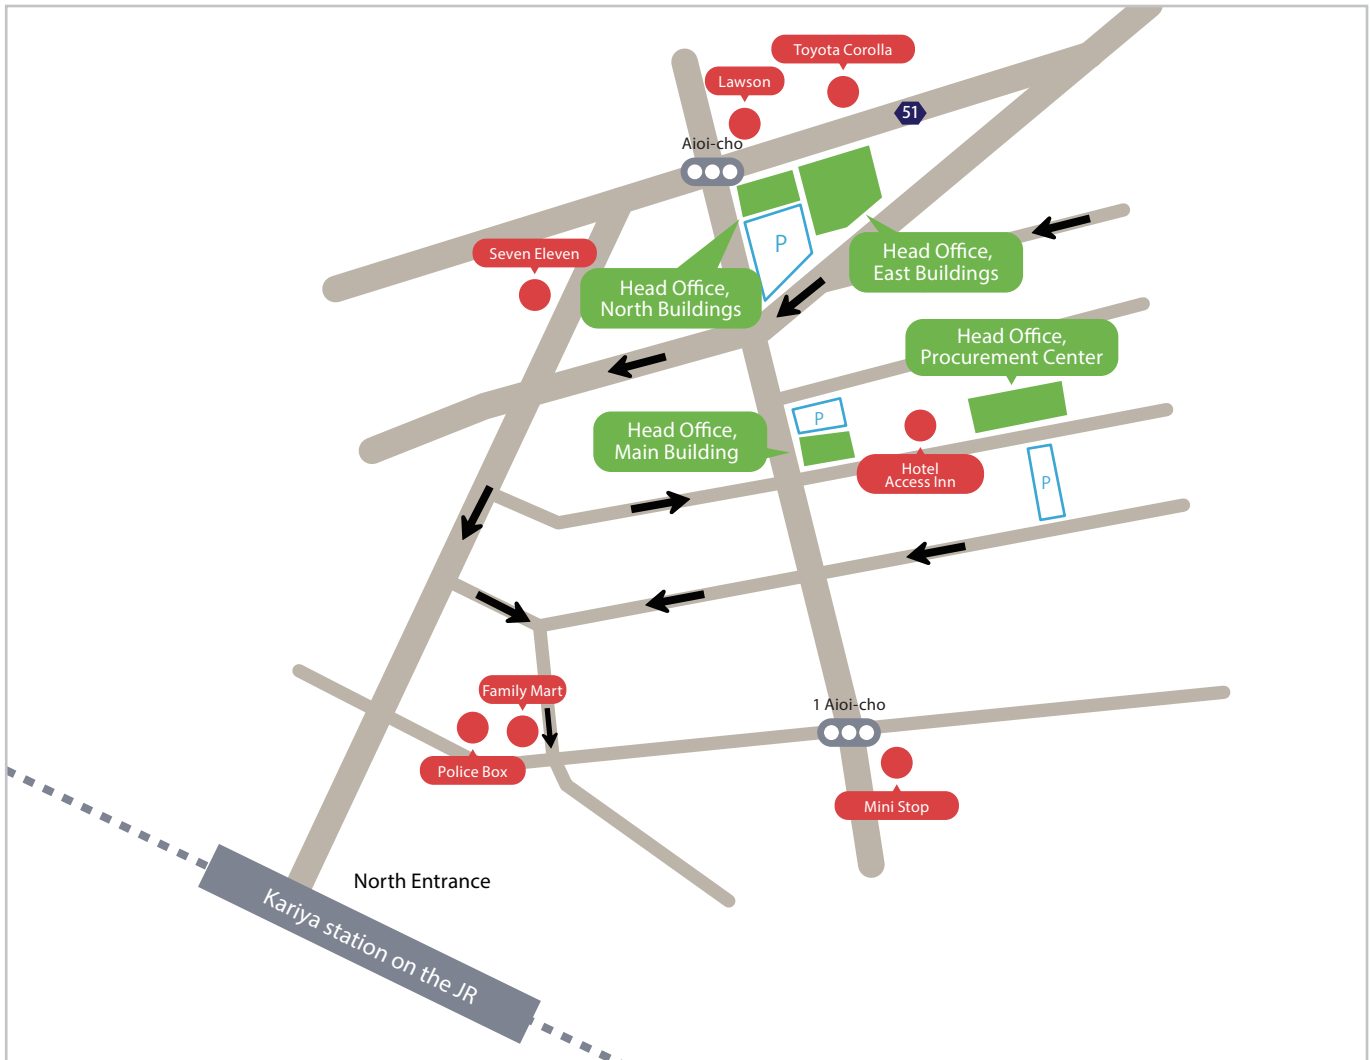 Toyota Corolla
Lawson
51
Aioi-cho
P
Seven Eleven
Head Office,
East Buildings
Head Office,
North Buildings
Head Office,
Procurement Center
P
Head Office,
Main Building
Hotel
Access Inn
P
Family Mart
1 Aioi-cho
Police Box
Mini Stop
North Entrance
Kariya station on the JR